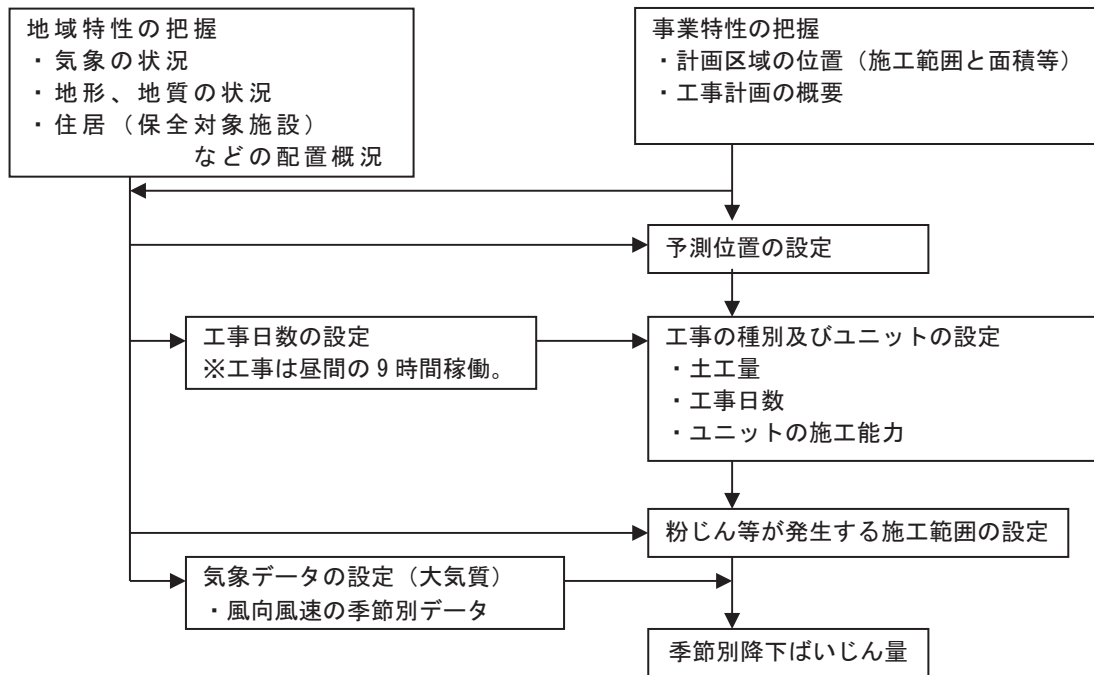 地域特性の把握
・気象の状況
・地形、地質の状況
・住居（保全対象施設）
などの配置概況
事業特性の把握
・計画区域の位置（施工範囲と面積等）
・工事計画の概要
予測位置の設定
工事日数の設定
※工事は昼間の9時間稼働。
工事の種別及びユニットの設定
・土工量
・工事日数
・ユニットの施工能力
粉じん等が発生する施工範囲の設定
気象データの設定（大気質）
・風向風速の季節別データ
季節別降下ばいじん量